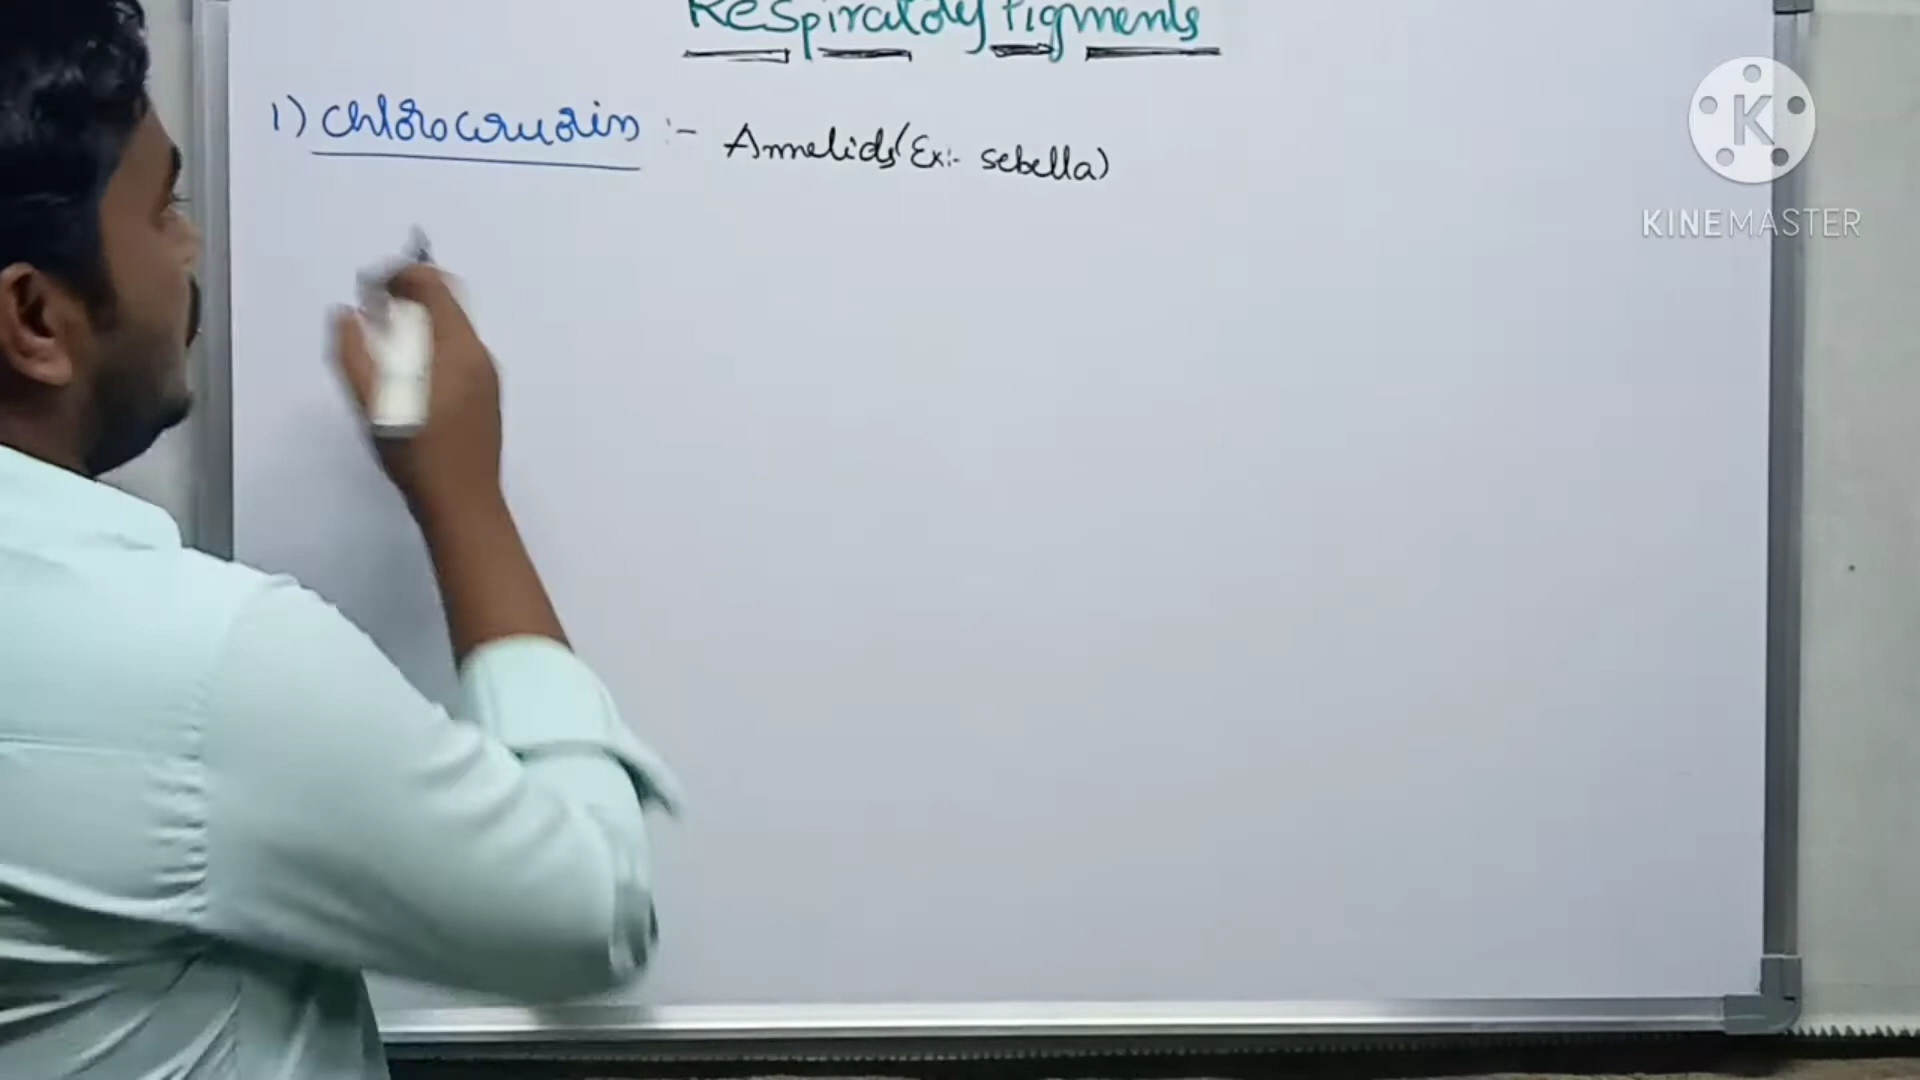 Respiratory Pigments
1) Chlorocruorin :- Annelids (Ex:- sebella)
K
KINEMASTER